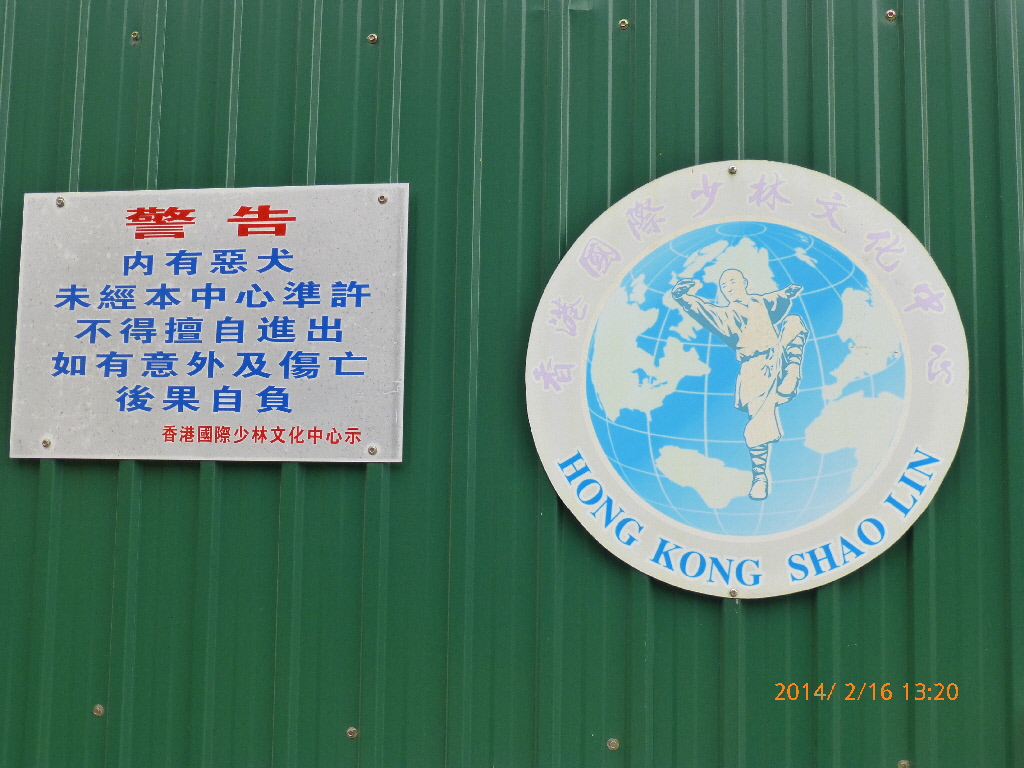 警告
內有惡犬
未經本中心準許
不得擅自進出
如有意外及傷亡
後果自負
香港國際少林文化中心示
香港國際少林文化中心
HONG KONG SHAO LIN
2014/ 2/16 13:20